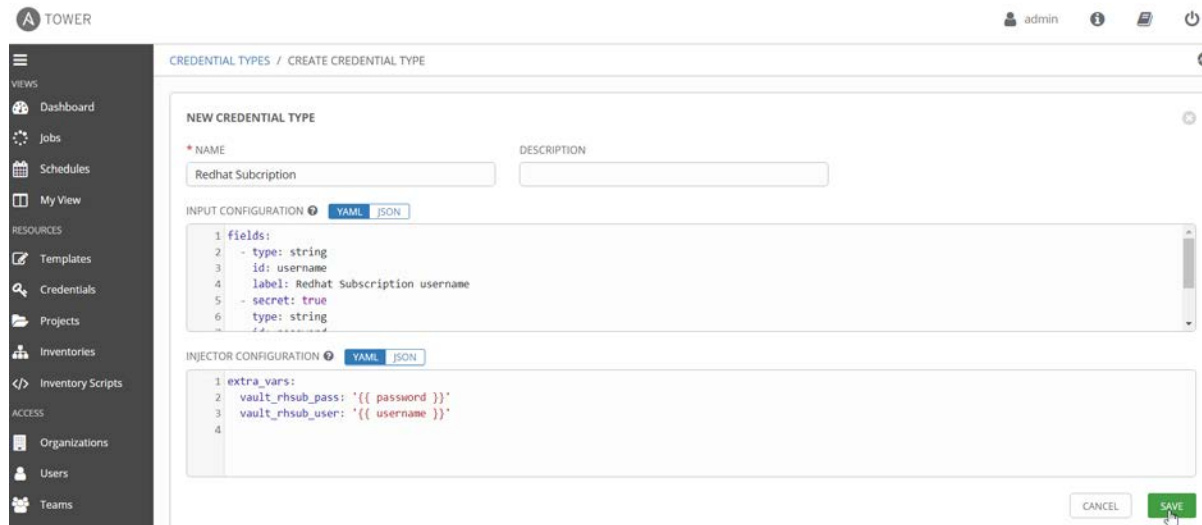 A TOWER
admin
CREDENTIAL TYPES / CREATE CREDENTIAL TYPE
VIEWS
Dashboard
Jobs
Schedules
My View
RESOURCES
Templates
Credentials
Projects
Inventories
Inventory Scripts
ACCESS
Organizations
Users
Teams
NEW CREDENTIAL TYPE
* NAME
Redhat Subcription
DESCRIPTION
INPUT CONFIGURATION ? YAML JSON
1 fields:
2 - type: string
3 id: username
4 label: Redhat Subscription username
5 - secret: true
6 type: string
INJECTOR CONFIGURATION ? YAML JSON
1 extra_vars:
2 vault_rhsub_pass: '{{ password }}'
3 vault_rhsub_user: '{{ username }}'
4
CANCEL SAVE